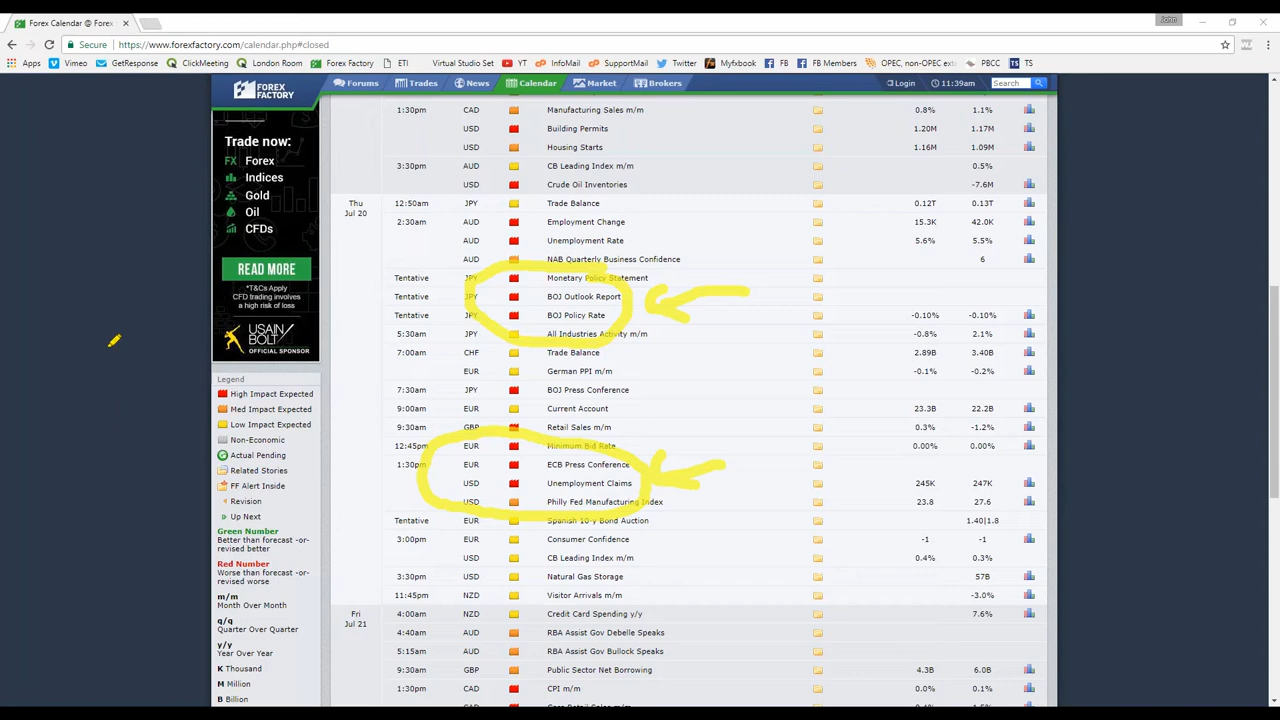 Forex Calendar @ Forex
John
Secure https://www.forexfactory.com/calendar.php#closed
Apps Vimeo GetResponse ClickMeeting London Room Forex Factory ETI Virtual Studio Set InfoMail SupportMail Twitter Myfxbook FB FB Members OPEC, non-OPEC ext PBCC TS
FOREX FACTORY Forums Trades News Calendar Market Brokers Login 11:39am Search
Trade now:
FX Forex
Indices
Gold
Oil
CFDs
READ MORE
*T&Cs Apply
CFD trading involves
a high risk of loss
USAIN
BOLT
OFFICIAL SPONSOR
Legend
High Impact Expected
Med Impact Expected
Low Impact Expected
Non-Economic
Actual Pending
Related Stories
FF Alert Inside
Revision
Up Next
Green Number
Better than forecast -or-
revised better
Red Number
Worse than forecast -or-
revised worse
m/m
Month Over Month
q/q
Quarter Over Quarter
y/y
Year Over Year
K Thousand
M Million
B Billion
1:30pm CAD Manufacturing Sales m/m .8% 1.1%
USD Building Permits 1.20M 1.17M
USD Housing Starts 1.16M 1.09M
3:30pm AUD CB Leading Index m/m 0.5%
USD Crude Oil Inventories -7.6M
Thu Jul 20 12:50am JPY Trade Balance 0.12T 0.13T
2:30am AUD Employment Change 15.3K 42.0K
AUD Unemployment Rate 5.6% 5.5%
AUD NAB Quarterly Business Confidence 6
Tentative JPY Monetary Policy Statement
Tentative JPY BOJ Outlook Report
Tentative JPY BOJ Policy Rate -0.10% -0.10%
5:30am JPY All Industries Activity m/m -0.8% 2.1%
7:00am CHF Trade Balance 2.89B 3.40B
EUR German PPI m/m -0.1% -0.2%
7:30am JPY BOJ Press Conference
9:00am EUR Current Account 23.3B 22.2B
9:30am GBP Retail Sales m/m 0.3% -1.2%
12:45pm EUR Minimum Bid Rate 0.00% 0.00%
1:30pm EUR ECB Press Conference
USD Unemployment Claims 245K 247K
USD Philly Fed Manufacturing Index 23.8 27.6
Tentative EUR Spanish 10-y Bond Auction 1.40|1.8
3:00pm EUR Consumer Confidence -1 -1
USD CB Leading Index m/m 0.4% 0.3%
3:30pm USD Natural Gas Storage 57B
11:45pm NZD Visitor Arrivals m/m -3.0%
Fri Jul 21 4:00am NZD Credit Card Spending y/y 7.6%
4:40am AUD RBA Assist Gov Debelle Speaks
5:15am AUD RBA Assist Gov Bullock Speaks
9:30am GBP Public Sector Net Borrowing 4.3B 6.0B
1:30pm CAD CPI m/m 0.0% 0.1%